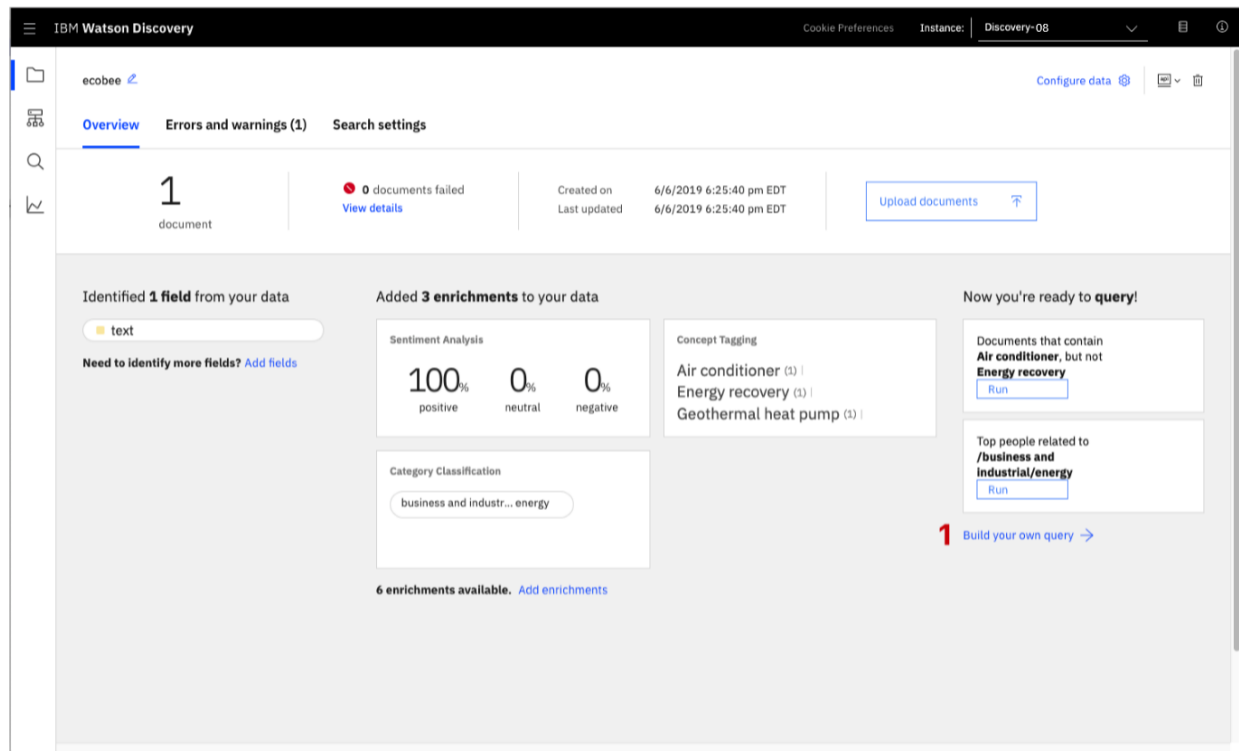 IBM Watson Discovery
Cookie Preferences
Instance:
Discovery-08
ecobee
Configure data
Overview
Errors and warnings (1)
Search settings
1
document
0 documents failed
View details
Created on 6/6/2019 6:25:40 pm EDT
Last updated 6/6/2019 6:25:40 pm EDT
Upload documents
Identified 1 field from your data
text
Need to identify more fields? Add fields
Added 3 enrichments to your data
Sentiment Analysis
100% 0% 0%
positive neutral negative
Concept Tagging
Air conditioner (1)
Energy recovery (1)
Geothermal heat pump (1)
Category Classification
business and industr... energy
6 enrichments available. Add enrichments
Now you're ready to query!
Documents that contain
Air conditioner, but not
Energy recovery
Run
Top people related to
/business and
industrial/energy
Run
1 Build your own query